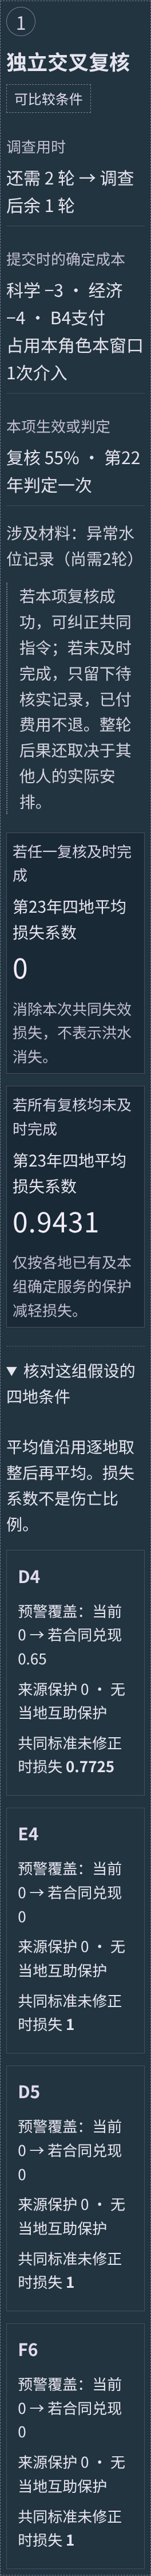 1
独立交叉复核
可比较条件
调查用时
还需 2 轮 → 调查
后余 1 轮
提交时的确定成本
科学 −3 · 经济
−4 · B4支付
占用本角色本窗口
1次介入
本项生效或判定
复核 55% · 第22
年判定一次
涉及材料：异常水
位记录（尚需2轮）
若本项复核成
功，可纠正共同
指令；若未及时
完成，只留下待
核实记录，已付
费用不退。整轮
后果还取决于其
他人的实际安
排。
若任一复核及时完
成
第23年四地平均
损失系数
0
消除本次共同失效
损失，不表示洪水
消失。
若所有复核均未及
时完成
第23年四地平均
损失系数
0.9431
仅按各地已有及本
组确定服务的保护
减轻损失。
▼ 核对这组假设的
四地条件
平均值沿用逐地取
整后再平均。损失
系数不是伤亡比
例。
D4
预警覆盖：当前
0 → 若合同兑现
0.65
来源保护 0 · 无
当地互助保护
共同标准未修正
时损失 0.7725
E4
预警覆盖：当前
0 → 若合同兑现
0
来源保护 0 · 无
当地互助保护
共同标准未修正
时损失 1
D5
预警覆盖：当前
0 → 若合同兑现
0
来源保护 0 · 无
当地互助保护
共同标准未修正
时损失 1
F6
预警覆盖：当前
0 → 若合同兑现
0
来源保护 0 · 无
当地互助保护
共同标准未修正
时损失 1